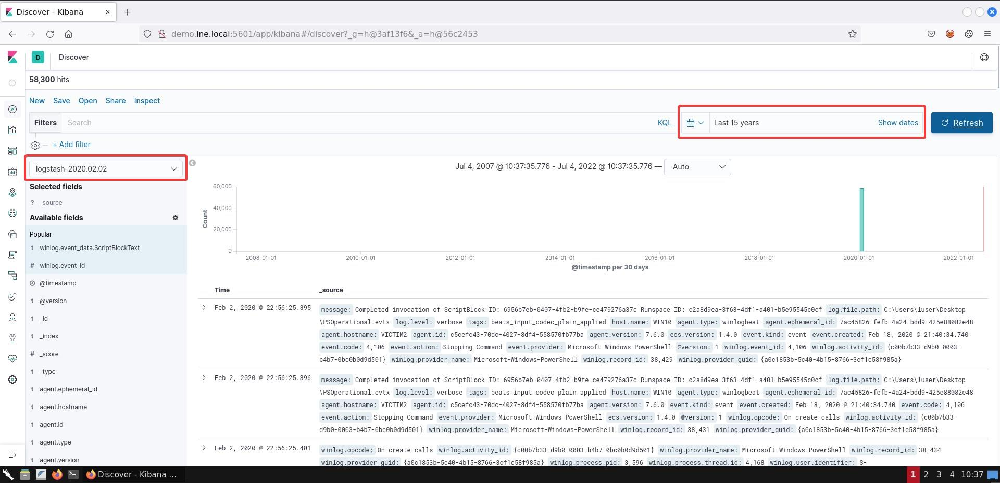 Discover - Kibana
demo.ine.local:5601/app/kibana#/discover?_g=h@3af13f6&_a=h@56c2453
D
Discover
58,300 hits
New Save Open Share Inspect
Filters Search KQL Last 15 years Show dates Refresh
+ Add filter
logstash-2020.02.02
Selected fields
? _source
Available fields
Popular
t winlog.event_data.ScriptBlockText
# winlog.event_id
@timestamp
t @version
t _id
t _index
# _score
t _type
t agent.ephemeral_id
t agent.hostname
t agent.id
t agent.type
t agent.version
Jul 4, 2007 @ 10:37:35.776 - Jul 4, 2022 @ 10:37:35.776 — Auto
Count
60,000
40,000
20,000
0
2008-01-01 2010-01-01 2012-01-01 2014-01-01 2016-01-01 2018-01-01 2020-01-01 2022-01-01
@timestamp per 30 days
Time _source
Feb 2, 2020 @ 22:56:25.395 message: Completed invocation of ScriptBlock ID: 6956b7eb-0407-4fb2-b9fe-ce479276a37c Runspace ID: c2a8d9ea-3f63-4df1-a401-b5e95545c0cf log.file.path: C:\Users\luser\Desktop
\PSOperational.evtx log.level: verbose tags: beats_input_codec_plain_applied host.name: WIN10 agent.type: winlogbeat agent.ephemeral_id: 7ac45826-fefb-4a24-bdd9-425e88082e48
agent.hostname: VICTIM2 agent.id: c5cefc43-70dc-4027-8df4-558570fb77ba agent.version: 7.6.0 ecs.version: 1.4.0 event.kind: event event.created: Feb 18, 2020 @ 21:40:34.740
event.code: 4,106 event.action: Stopping Command event.provider: Microsoft-Windows-PowerShell @version: 1 winlog.event_id: 4,106 winlog.activity_id: {c00b7b33-d9b0-0003-
b4b7-0bc0b0d9d501} winlog.provider_name: Microsoft-Windows-PowerShell winlog.record_id: 38,429 winlog.provider_guid: {a0c1853b-5c40-4b15-8766-3cf1c58f985a}
Feb 2, 2020 @ 22:56:25.396 message: Completed invocation of ScriptBlock ID: 6956b7eb-0407-4fb2-b9fe-ce479276a37c Runspace ID: c2a8d9ea-3f63-4df1-a401-b5e95545c0cf log.file.path: C:\Users\luser\Desktop
\PSOperational.evtx log.level: verbose tags: beats_input_codec_plain_applied host.name: WIN10 agent.type: winlogbeat agent.ephemeral_id: 7ac45826-fefb-4a24-bdd9-425e88082e48
agent.hostname: VICTIM2 agent.id: c5cefc43-70dc-4027-8df4-558570fb77ba agent.version: 7.6.0 event.kind: event event.created: Feb 18, 2020 @ 21:40:34.740 event.code: 4,106
event.action: Stopping Command event.provider: Microsoft-Windows-PowerShell ecs.version: 1.4.0 @version: 1 winlog.opcode: On create calls winlog.activity_id: {c00b7b33-
d9b0-0003-b4b7-0bc0b0d9d501} winlog.provider_name: Microsoft-Windows-PowerShell winlog.record_id: 38,431 winlog.provider_guid: {a0c1853b-5c40-4b15-8766-3cf1c58f985a}
Feb 2, 2020 @ 22:56:25.401 winlog.opcode: On create calls winlog.activity_id: {c00b7b33-d9b0-0003-b4b7-0bc0b0d9d501} winlog.provider_name: Microsoft-Windows-PowerShell winlog.record_id: 38,434
winlog.provider_guid: {a0c1853b-5c40-4b15-8766-3cf1c58f985a} winlog.process.pid: 3,596 winlog.process.thread.id: 4,168 winlog.user.identifier: S-
Discover - Kibana ... 1 2 3 4 10:37